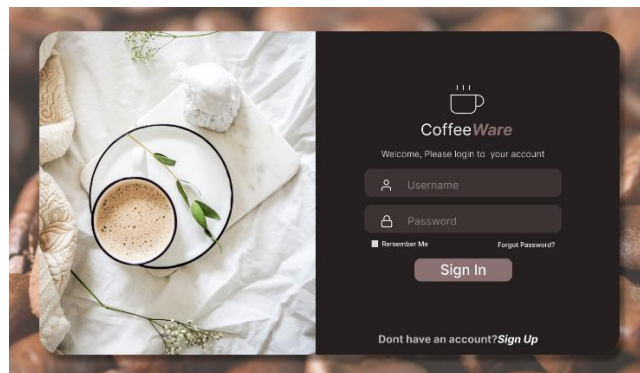 CoffeeWare
Welcome, Please login to your account
Username
Password
Remember Me Forgot Password?
Sign In
Dont have an account?Sign Up